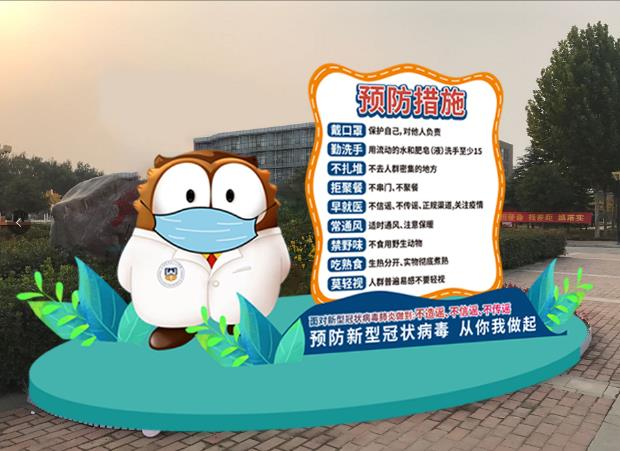 预防措施
戴口罩 保护自己,对他人负责
勤洗手 用流动的水和肥皂(液)洗手至少15
不扎堆 不去人群密集的地方
拒聚餐 不串门、不聚餐
早就医 不信谣、不传谣、正规渠道,关注疫情
常通风 适时通风、注意保暖
禁野味 不食用野生动物
吃熟食 生热分开、实物彻底煮熟
莫轻视 人群普遍易感不要轻视
面对新型冠状病毒肺炎做到:不造谣、不信谣、不传谣
预防新型冠状病毒 从你我做起